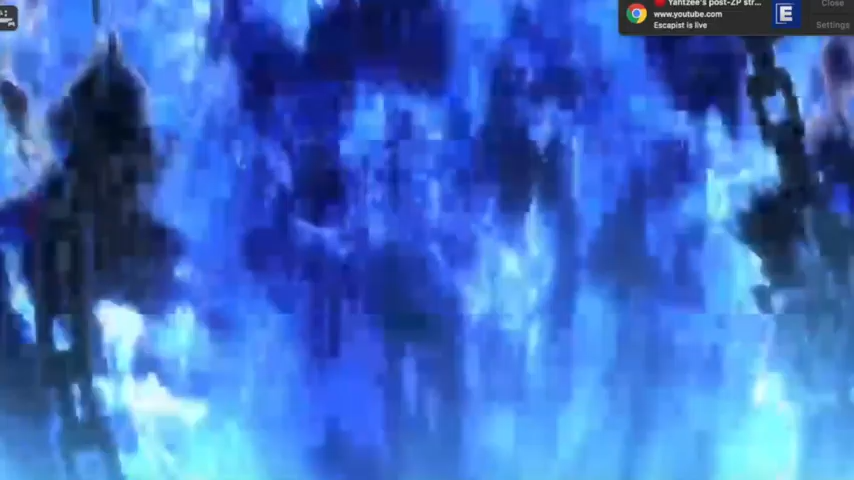 Yahtzee's post-ZP str...
www.youtube.com
Escapist is live
E
Close
Settings